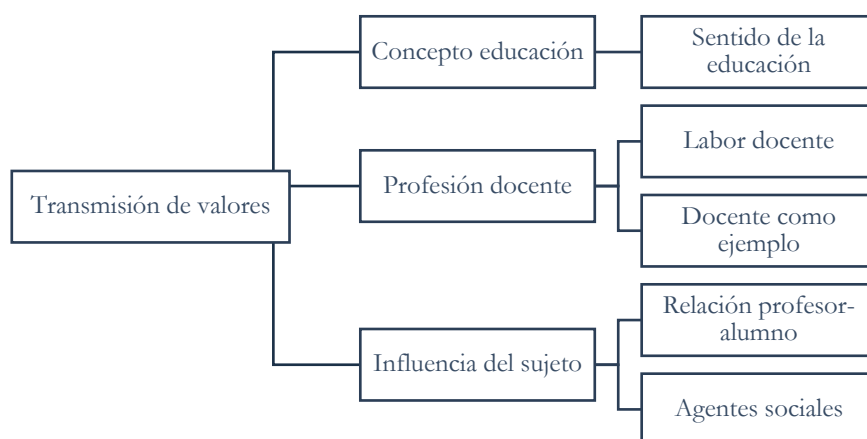 Transmisión de valores
Concepto educación
Sentido de la
educación
Profesión docente
Labor docente
Docente como
ejemplo
Influencia del sujeto
Relación profesor-
alumno
Agentes sociales